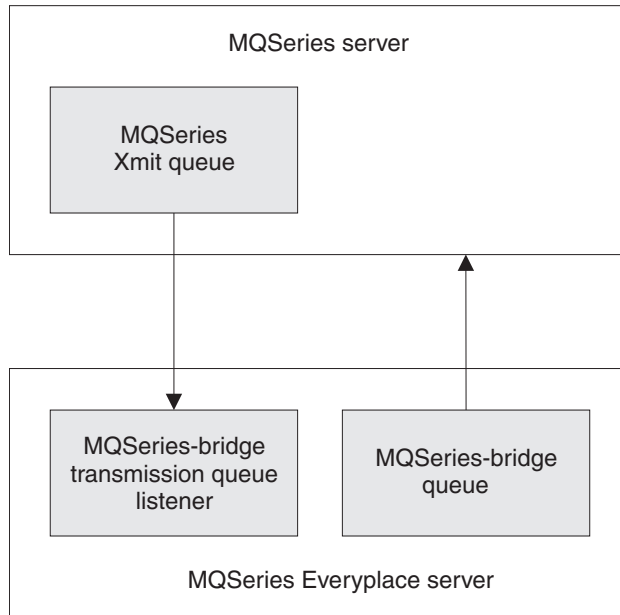 MQSeries server
MQSeries
Xmit queue
MQSeries-bridge
transmission queue
listener
MQSeries-bridge
queue
MQSeries Everyplace server